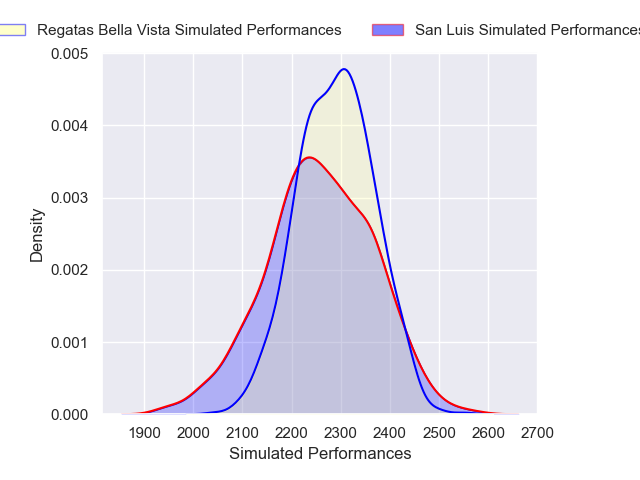 Regatas Bella Vista Simulated Performances San Luis Simulated Performances
0.005
0.004
0.003
0.002
0.001
0.000
Density
1900 2000 2100 2200 2300 2400 2500 2600 2700
Simulated Performances